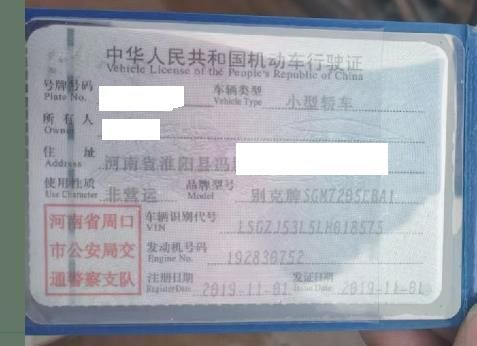 中华人民共和国机动车行驶证
Vehicle License of the People's Republic of China
号牌号码
Plate No.
车辆类型
Vehicle Type
小型轿车
所有人
Owner
住址
Address
河南省淮阳县冯
使用性质
Use Character
非营运
品牌型号
Model
别克牌SGM7205CBA1
河南省周口
市公安局交
通警察支队
车辆识别代号
VIN
发动机号码
Engine No.
192830752
注册日期
Register Date
2019-11-01
发证日期
Issue Date
2019-11-01